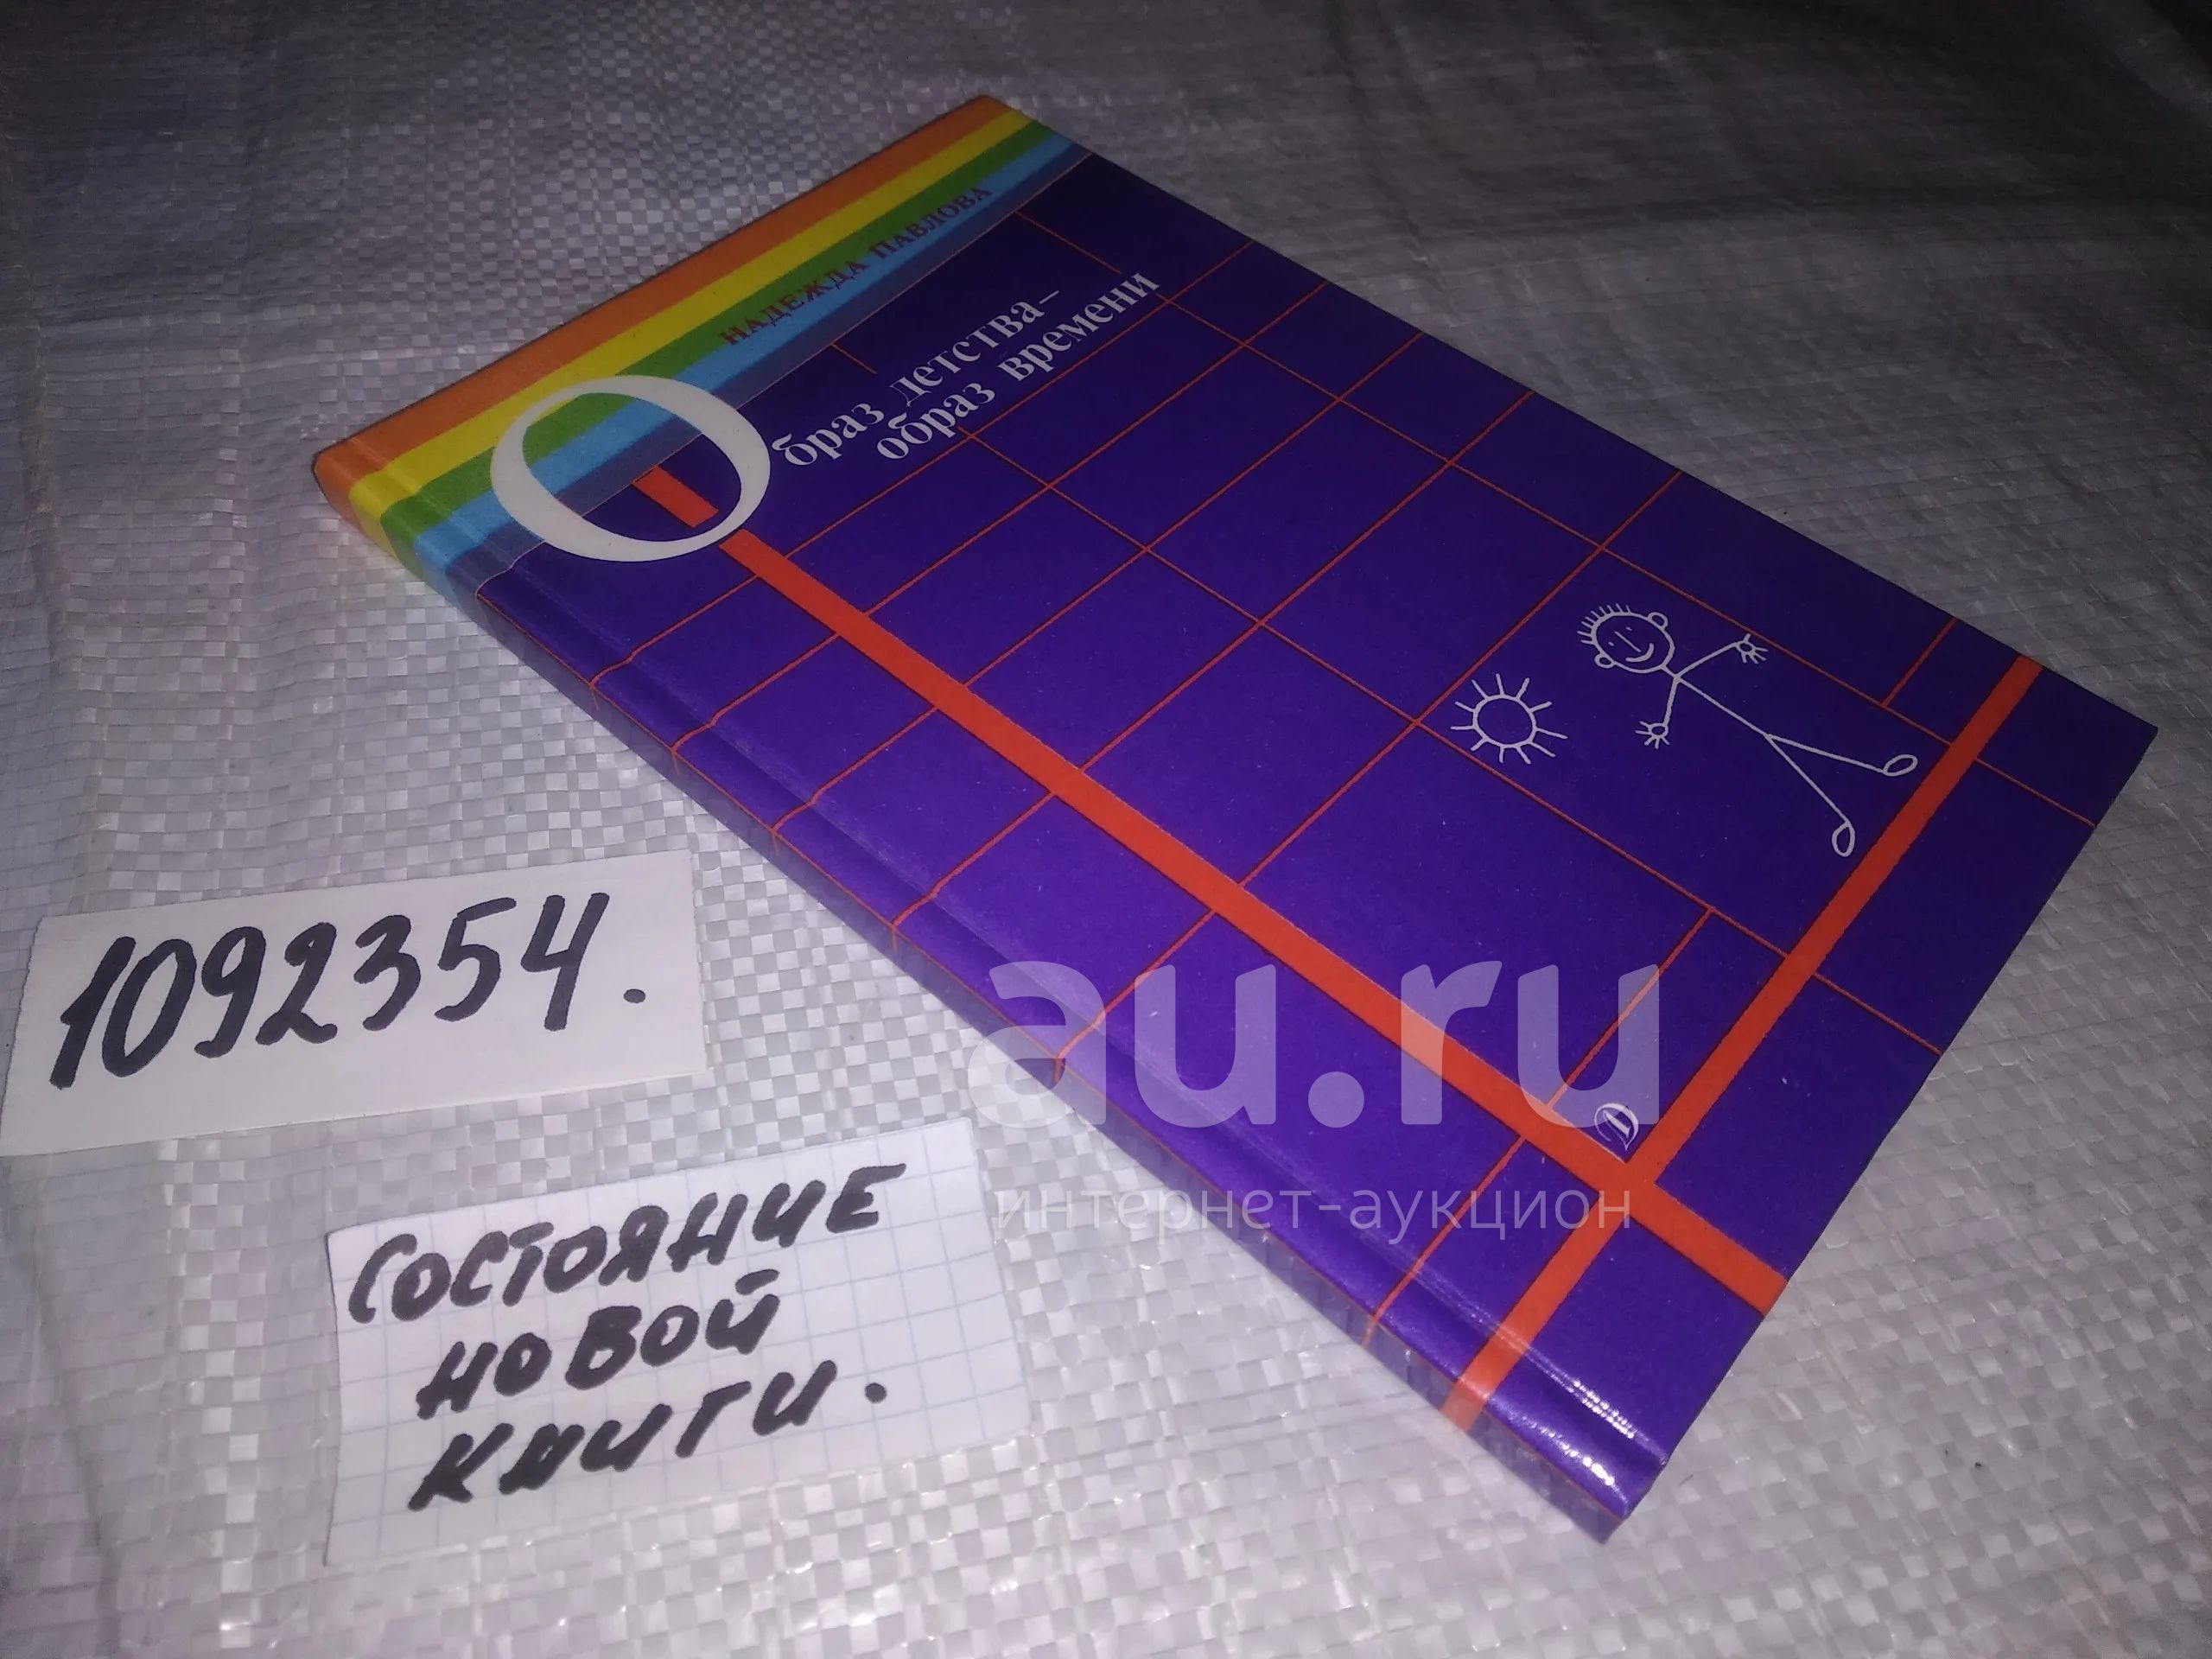 НАДЕЖДА ПАВЛОВА
Образ детства–
образ времени
1092354.
Состояние
новой
книги.
au.ru
интернет-аукцион